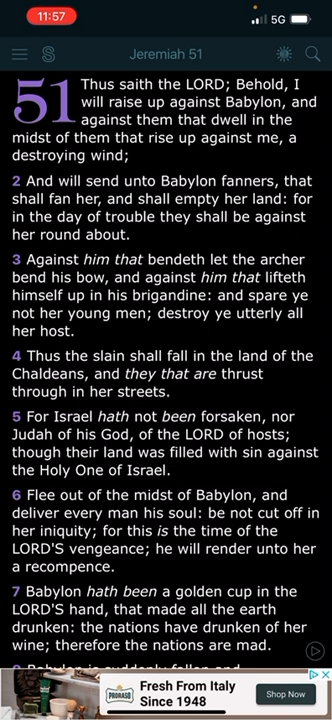 11:57
5G
S
Jeremiah 51
51 Thus saith the LORD; Behold, I
will raise up against Babylon, and
against them that dwell in the
midst of them that rise up against me, a
destroying wind;
2 And will send unto Babylon fanners, that
shall fan her, and shall empty her land: for
in the day of trouble they shall be against
her round about.
3 Against him that bendeth let the archer
bend his bow, and against him that lifteth
himself up in his brigandine: and spare ye
not her young men; destroy ye utterly all
her host.
4 Thus the slain shall fall in the land of the
Chaldeans, and they that are thrust
through in her streets.
5 For Israel hath not been forsaken, nor
Judah of his God, of the LORD of hosts;
though their land was filled with sin against
the Holy One of Israel.
6 Flee out of the midst of Babylon, and
deliver every man his soul: be not cut off in
her iniquity; for this is the time of the
LORD'S vengeance; he will render unto her
a recompence.
7 Babylon hath been a golden cup in the
LORD'S hand, that made all the earth
drunken: the nations have drunken of her
wine; therefore the nations are mad.
8 Babylon is suddenly fallen and
PRORASO
Fresh From Italy
Since 1948
Shop Now